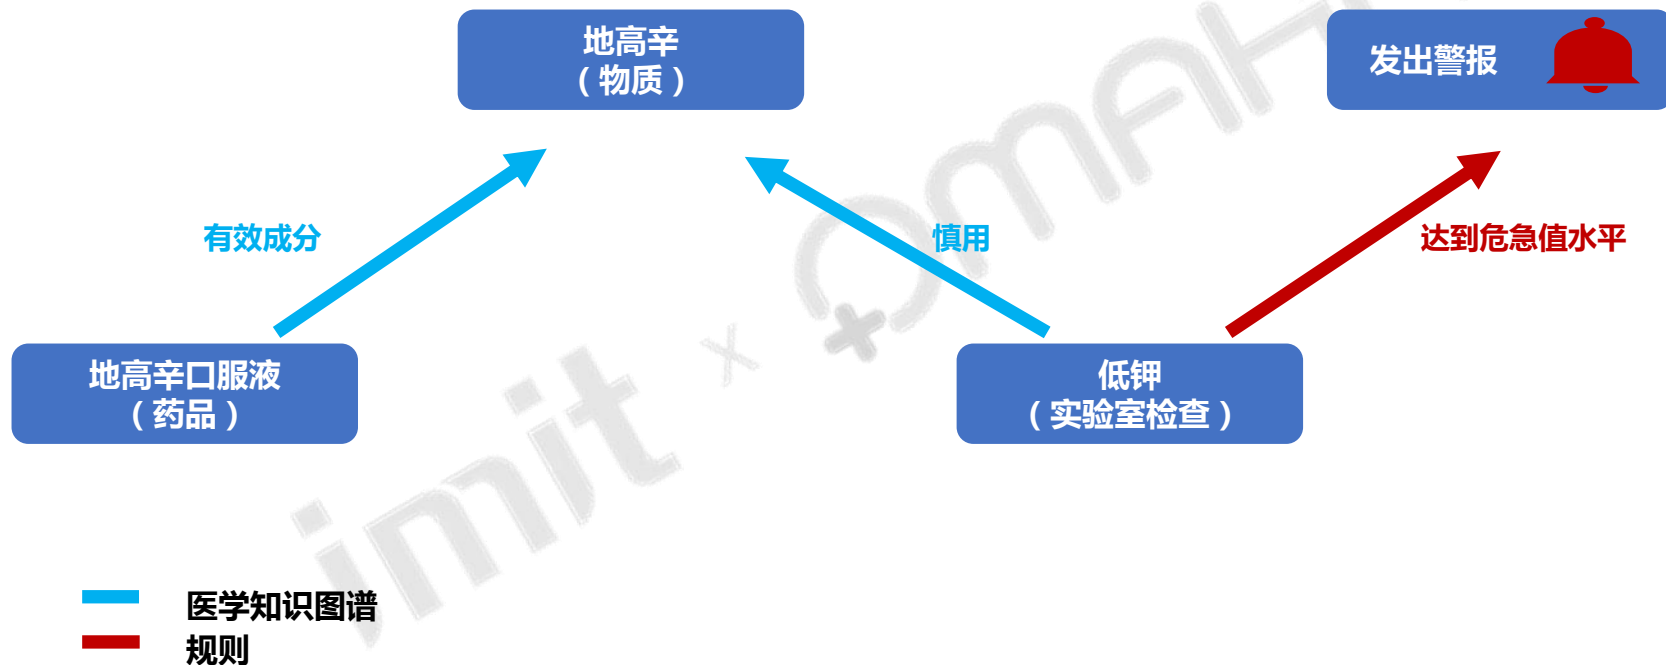 地高辛
（物质）
发出警报
有效成分
慎用
达到危急值水平
地高辛口服液
（药品）
低钾
（实验室检查）
imit x OMAHA
医学知识图谱
规则